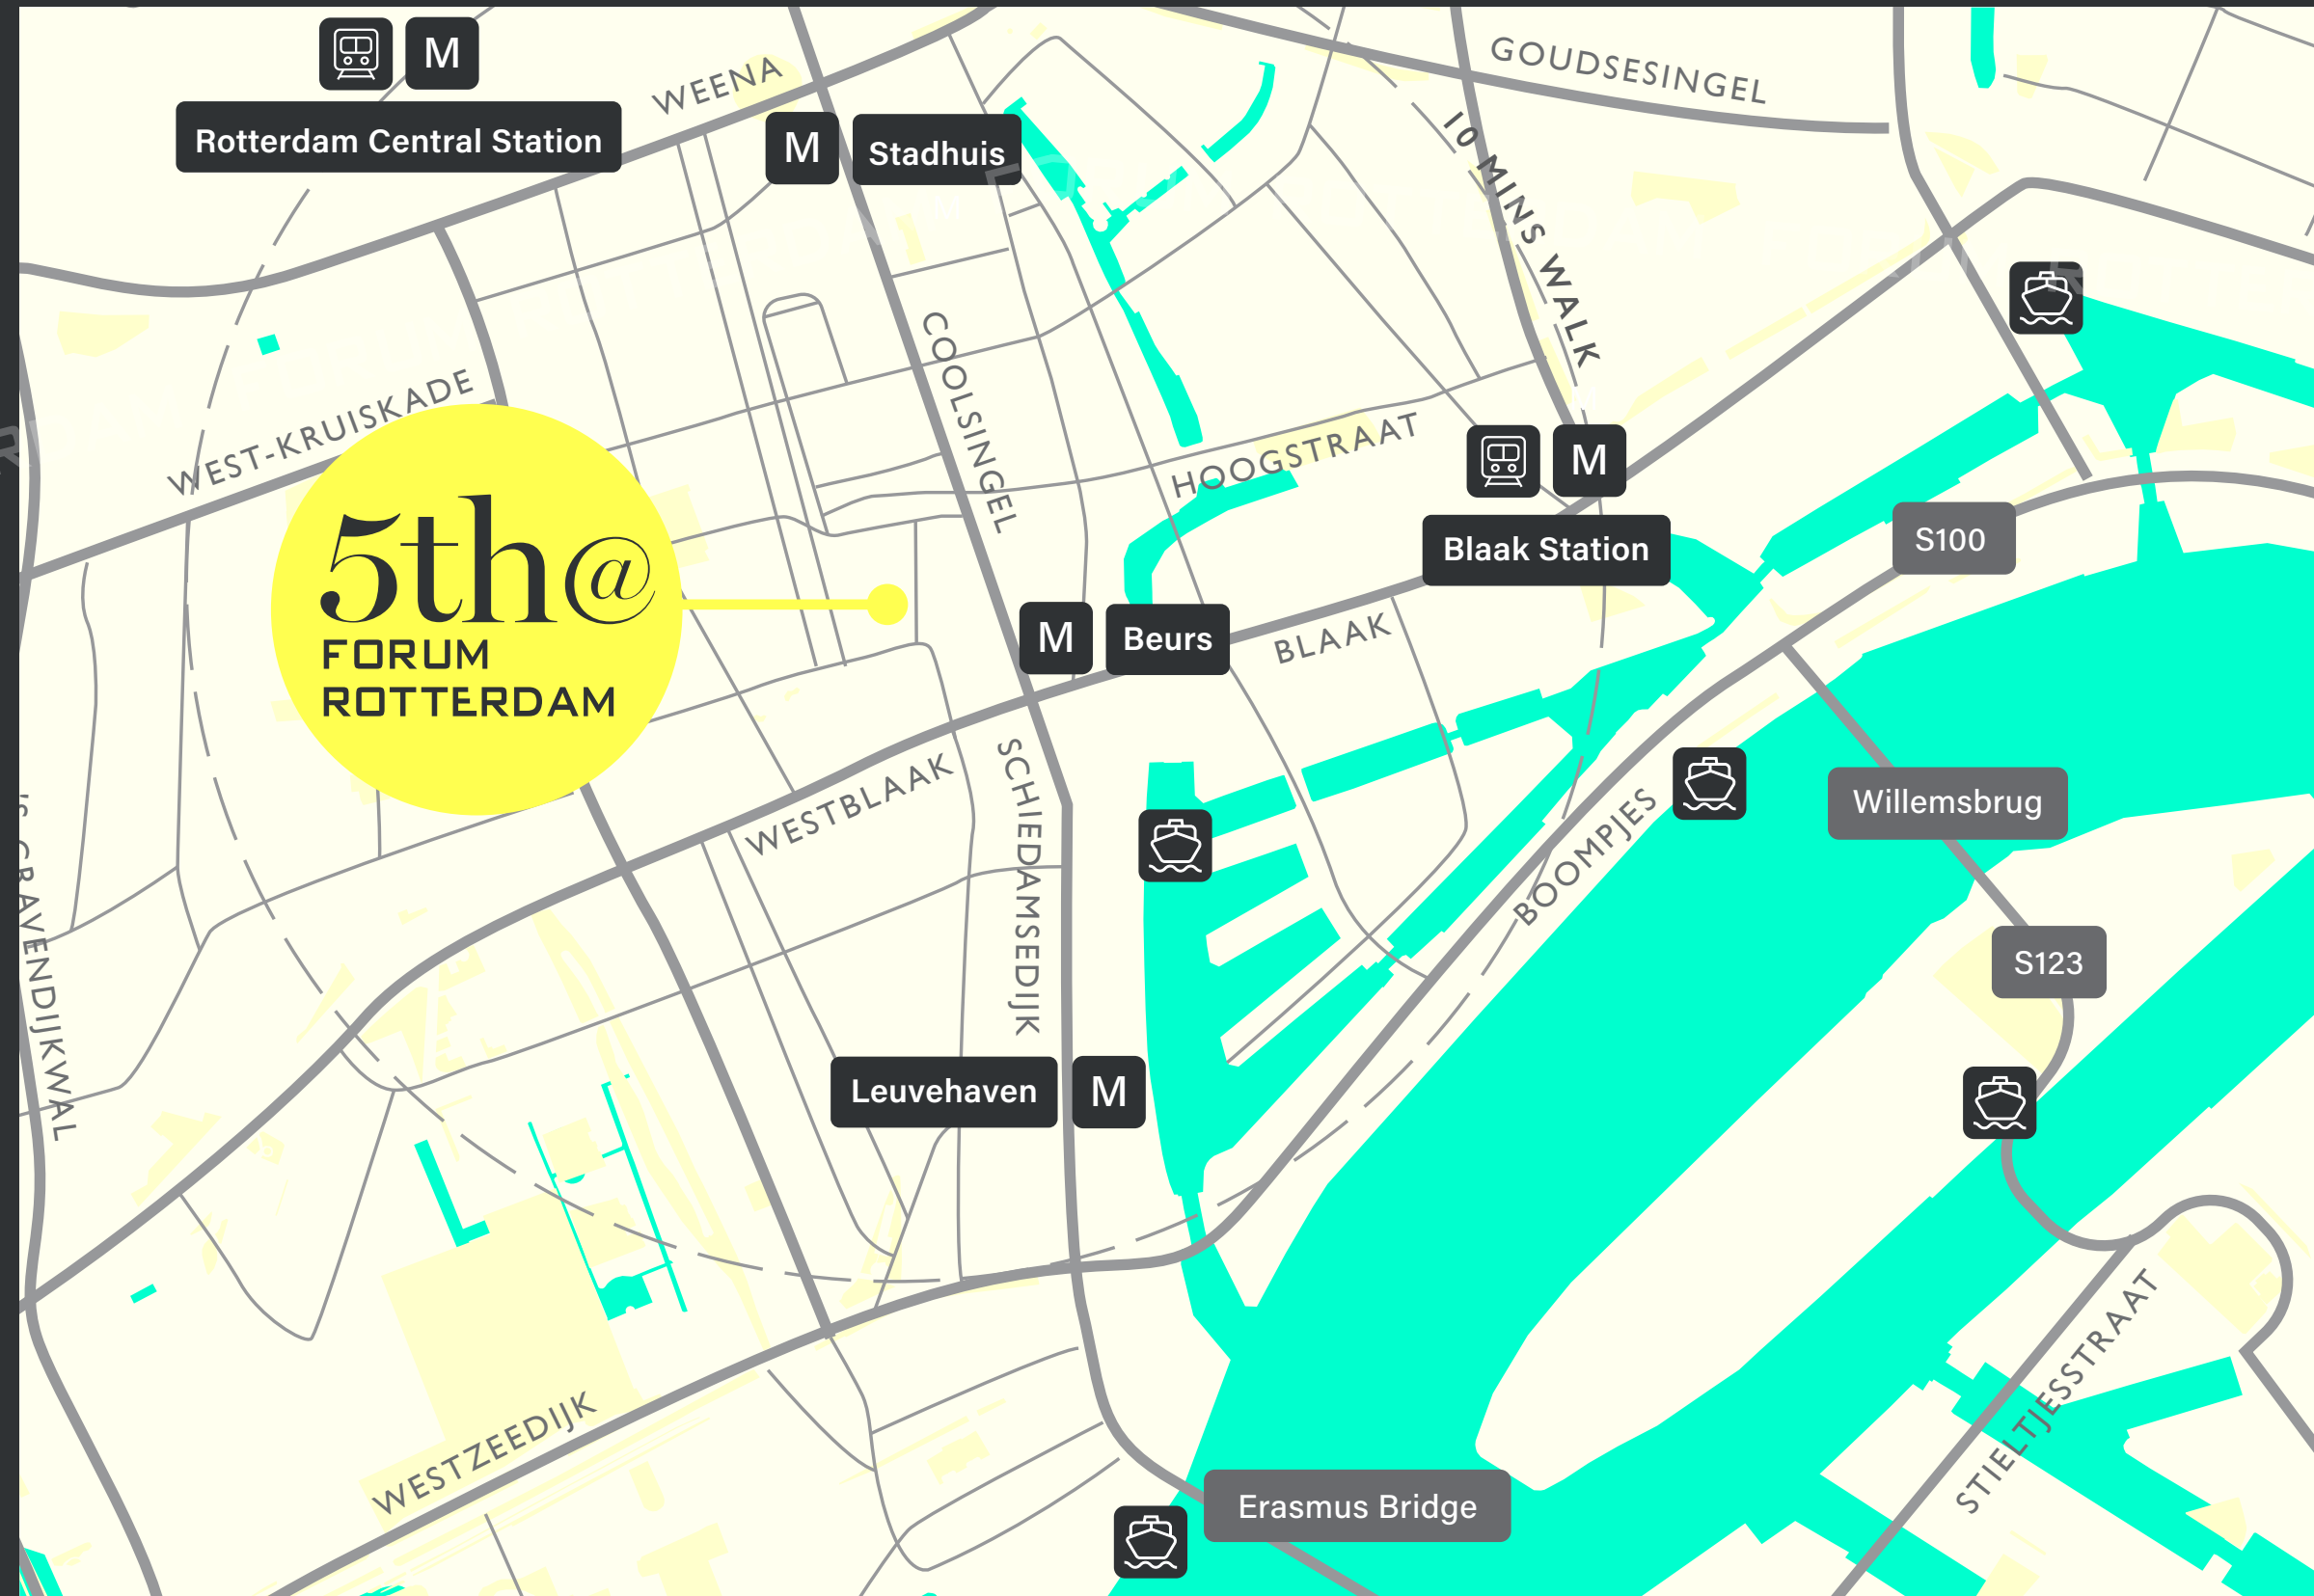 M
Rotterdam Central Station
WEENA
M
Stadhuis
GOUDSESINGEL
10 MINS WALK
WEST-KRUISKADE
COOLSINGEL
HOOGSTRAAT
M
Blaak Station
S100
5th@
FORUM
ROTTERDAM
M
Beurs
BLAAK
WESTBLAAK
SCHIEDAMSEDIJK
BOOMPJES
Willemsbrug
'S GRAVENDIJKWAL
S123
Leuvehaven
M
WESTZEEDIJK
STIELTJESSTRAAT
Erasmus Bridge